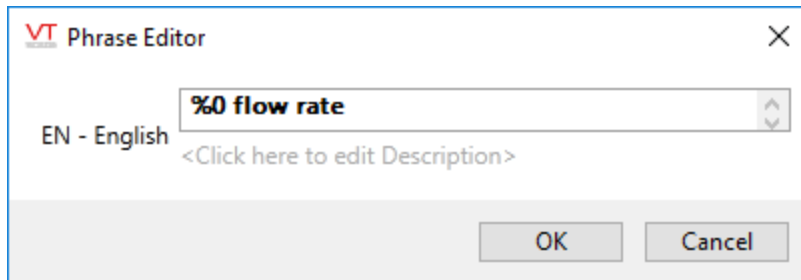 VT Phrase Editor
%0 flow rate
EN - English
<Click here to edit Description>
OK Cancel